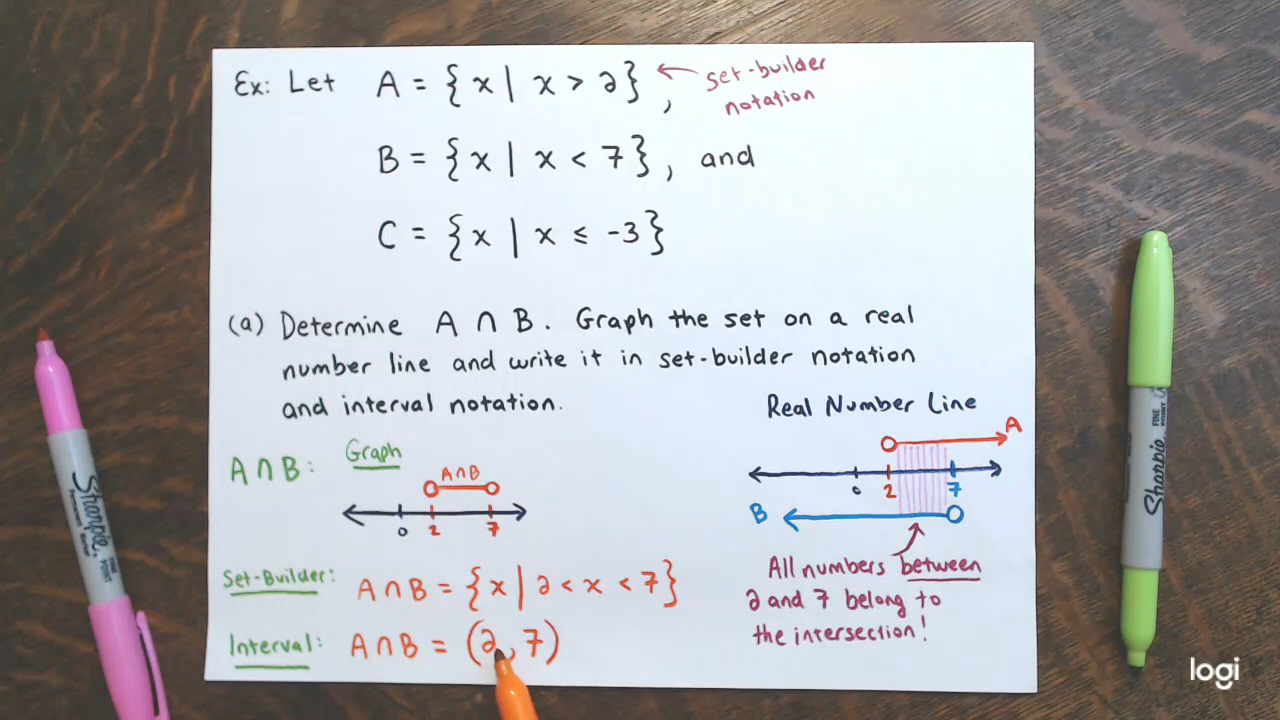 Ex: Let A = {x | x > 2}, ← set-builder
notation
B = {x | x < 7}, and
C = {x | x ≤ -3}
(a) Determine A ∩ B. Graph the set on a real
number line and write it in set-builder notation
and interval notation.
A ∩ B: Graph
A∩B
0 2 7
Set-Builder: A ∩ B = {x | 2 < x < 7}
Interval: A ∩ B = (2, 7)
Real Number Line
A
0 2 7
B
All numbers between
2 and 7 belong to
the intersection!
Sharpie
FINE POINT
Sharpie
FINE
logi